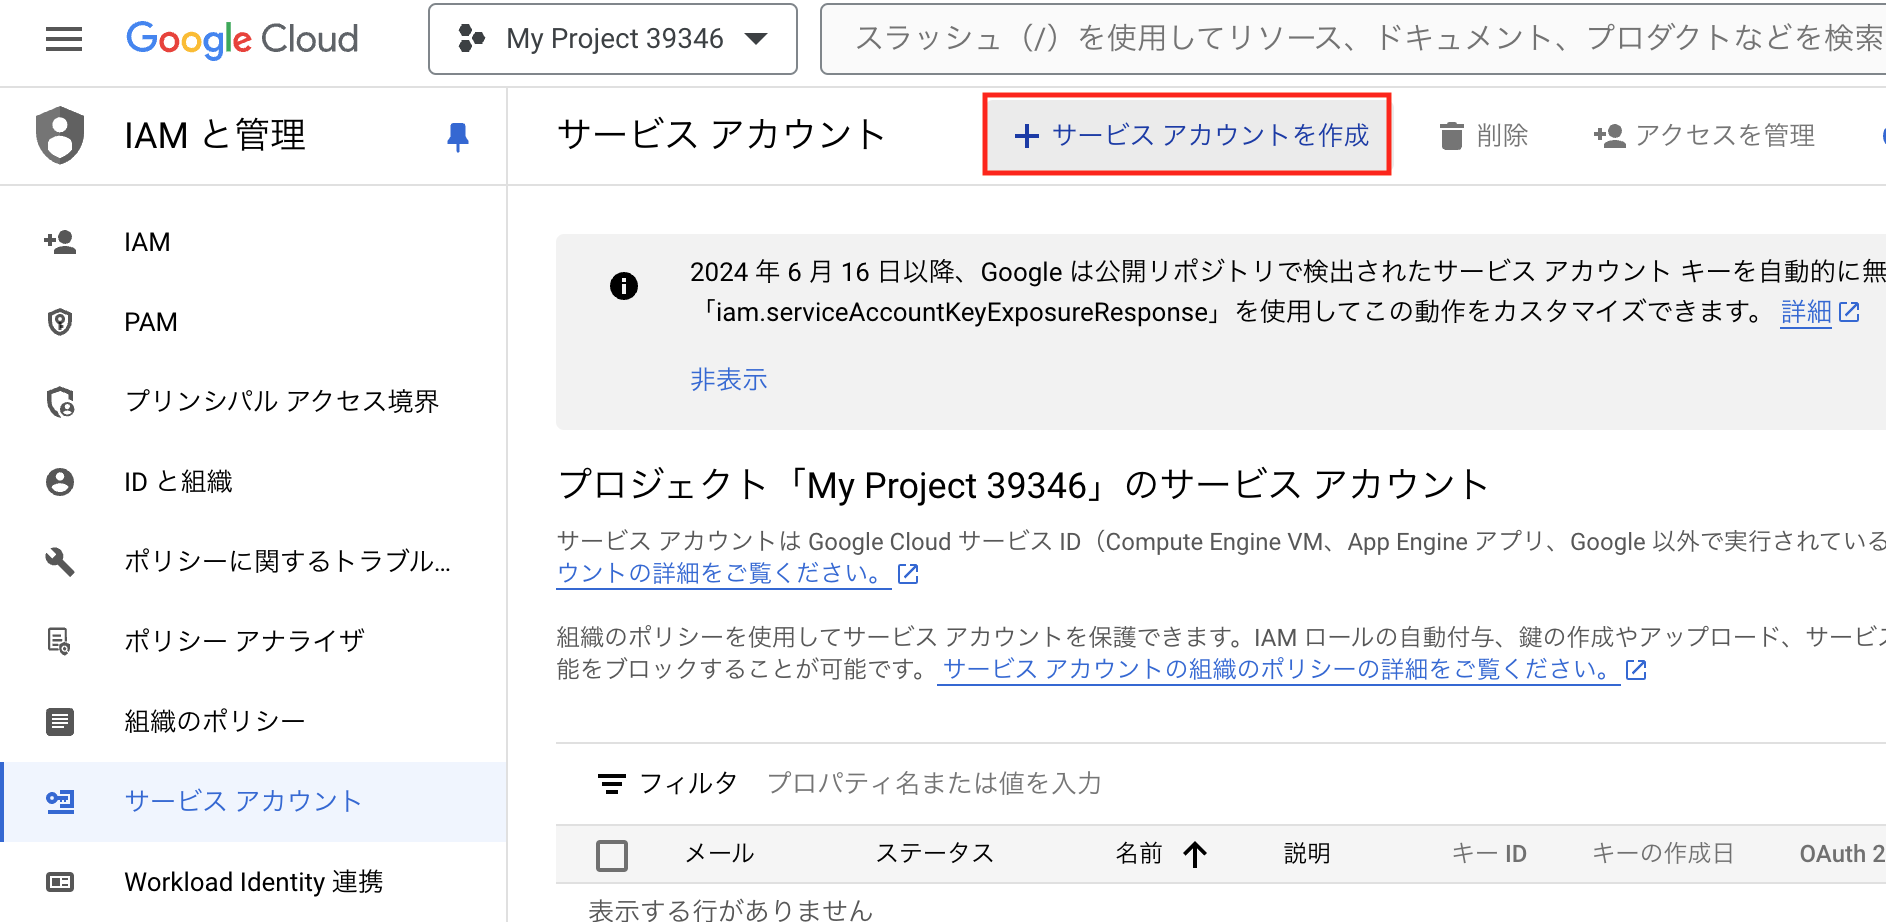 Google Cloud
My Project 39346
スラッシュ（/）を使用してリソース、ドキュメント、プロダクトなどを検索
IAM と管理
サービス アカウント
+ サービス アカウントを作成
削除
アクセスを管理
IAM
PAM
プリンシパル アクセス境界
ID と組織
ポリシーに関するトラブル...
ポリシー アナライザ
組織のポリシー
サービス アカウント
Workload Identity 連携
2024 年 6 月 16 日以降、Google は公開リポジトリで検出されたサービス アカウント キーを自動的に無
「iam.serviceAccountKeyExposureResponse」を使用してこの動作をカスタマイズできます。 詳細
非表示
プロジェクト「My Project 39346」のサービス アカウント
サービス アカウントは Google Cloud サービス ID（Compute Engine VM、App Engine アプリ、Google 以外で実行されている
ウントの詳細をご覧ください。
組織のポリシーを使用してサービス アカウントを保護できます。IAM ロールの自動付与、鍵の作成やアップロード、サービス
能をブロックすることが可能です。 サービス アカウントの組織のポリシーの詳細をご覧ください。
フィルタ プロパティ名または値を入力
メール ステータス 名前 説明 キー ID キーの作成日 OAuth 2
表示する行がありません